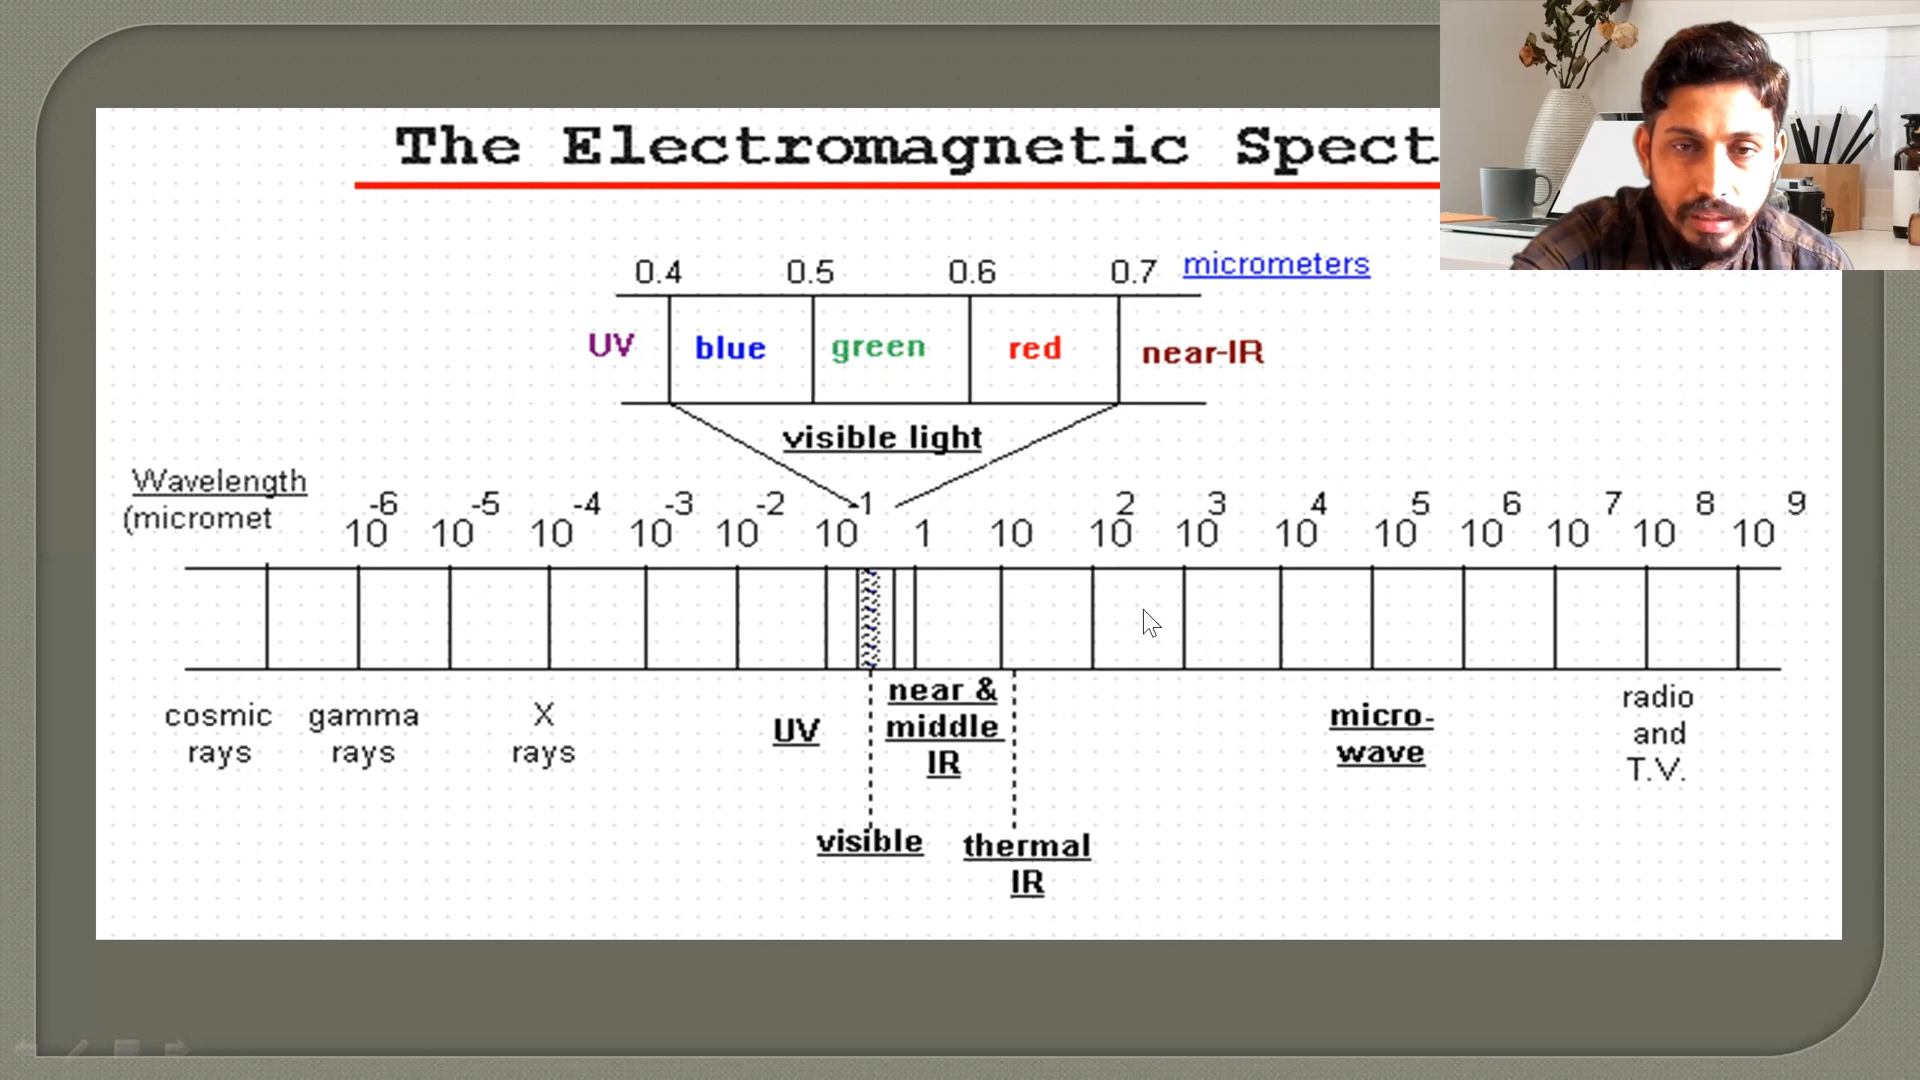 The Electromagnetic Spect
0.4 0.5 0.6 0.7 micrometers
UV blue green red near-IR
visible light
Wavelength
(micromet
10^-6 10^-5 10^-4 10^-3 10^-2 10^-1 1 10 10^2 10^3 10^4 10^5 10^6 10^7 10^8 10^9
cosmic rays
gamma rays
X rays
UV
near &
middle
IR
micro-
wave
radio
and
T.V.
visible
thermal
IR